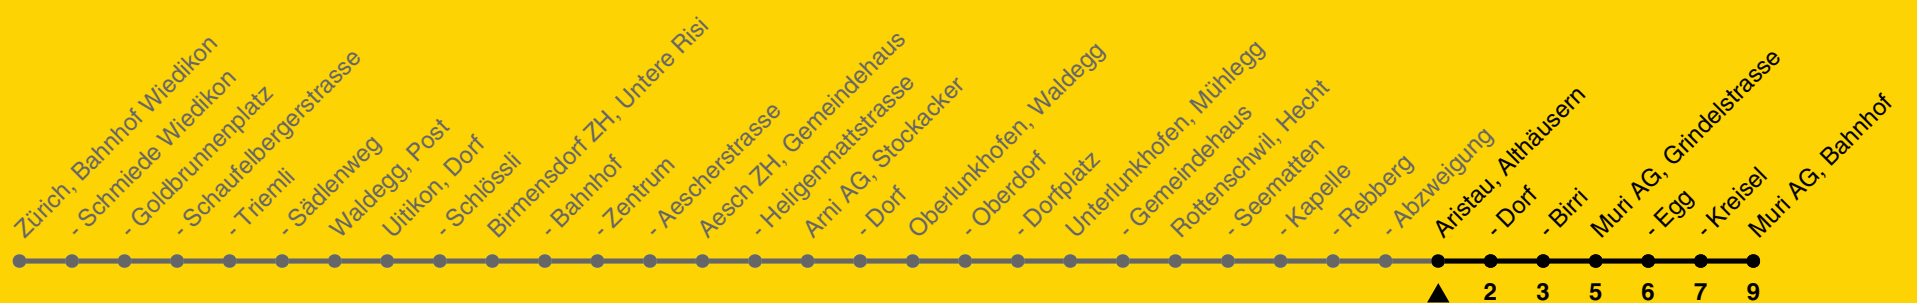 Zürich, Bahnhof Wiedikon
- Schmiede Wiedikon
- Goldbrunnenplatz
- Schaufelbergerstrasse
- Triemli
- Sädlenweg
Waldegg, Post
Uitikon, Dorf
- Schlössli
Birmensdorf ZH, Untere Risi
- Bahnhof
- Zentrum
- Aescherstrasse
Aesch ZH, Gemeindehaus
- Heligenmattstrasse
Arni AG, Stockacker
- Dorf
Oberlunkhofen, Waldegg
- Oberdorf
- Dorfplatz
Unterlunkhofen, Mühlegg
- Gemeindehaus
Rottenschwil, Hecht
- Seematten
- Kapelle
- Rebberg
- Abzweigung
Aristau, Althäusern
- Dorf
- Birri
Muri AG, Grindelstrasse
- Egg
- Kreisel
Muri AG, Bahnhof
2 3 5 6 7 9